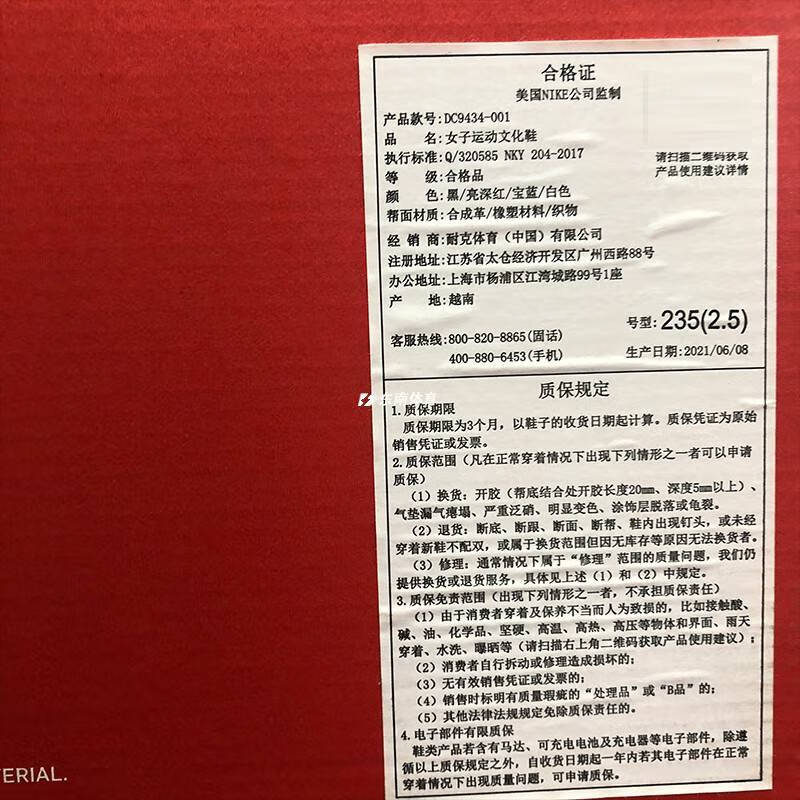 合格证
美国NIKE公司监制
产品款号:DC9434-001
品　　名:女子运动文化鞋
执行标准:Q/320585 NKY 204-2017
请扫描二维码获取
产品使用建议详情
等　　级:合格品
颜　　色:黑/亮深红/宝蓝/白色
帮面材质:合成革/橡塑材料/织物
经 销 商:耐克体育（中国）有限公司
注册地址:江苏省太仓经济开发区广州西路88号
办公地址:上海市杨浦区江湾城路99号1座
产　　地:越南
号型:235(2.5)
客服热线:800-820-8865(固话)
400-880-6453(手机)
生产日期:2021/06/08
质保规定
1.质保期限
质保期限为3个月，以鞋子的收货日期起计算。质保凭证为原始
销售凭证或发票。
2.质保范围（凡在正常穿着情况下出现下列情形之一者可以申请
质保）
（1）换货：开胶（帮底结合处开胶长度20mm、深度5mm以上）、
气垫漏气瘪塌、严重泛硝、明显变色、涂饰层脱落或龟裂。
（2）退货：断底、断跟、断面、断帮、鞋内出现钉头，或未经
穿着新鞋不配双，或属于换货范围但因无库存等原因无法换货者。
（3）修理：通常情况下属于“修理”范围的质量问题，我们仍
提供换货或退货服务，具体见上述（1）和（2）中规定。
3.质保免责范围（出现下列情形之一者，不承担质保责任）
（1）由于消费者穿着及保养不当而人为致损的，比如接触酸、
碱、油、化学品、坚硬、高温、高热、高压等物体和界面、雨天
穿着、水洗、曝晒等（请扫描右上角二维码获取产品使用建议）；
（2）消费者自行拆动或修理造成损坏的；
（3）无有效销售凭证或发票的；
（4）销售时标明有质量瑕疵的“处理品”或“B品”的；
（5）其他法律法规规定免除质保责任的。
4.电子部件有限质保
鞋类产品若含有马达、可充电电池及充电器等电子部件，除遵
循以上质保规定之外，自收货日期起一年内若其电子部件在正常
穿着情况下出现质量问题，可申请质保。
TERIAL.